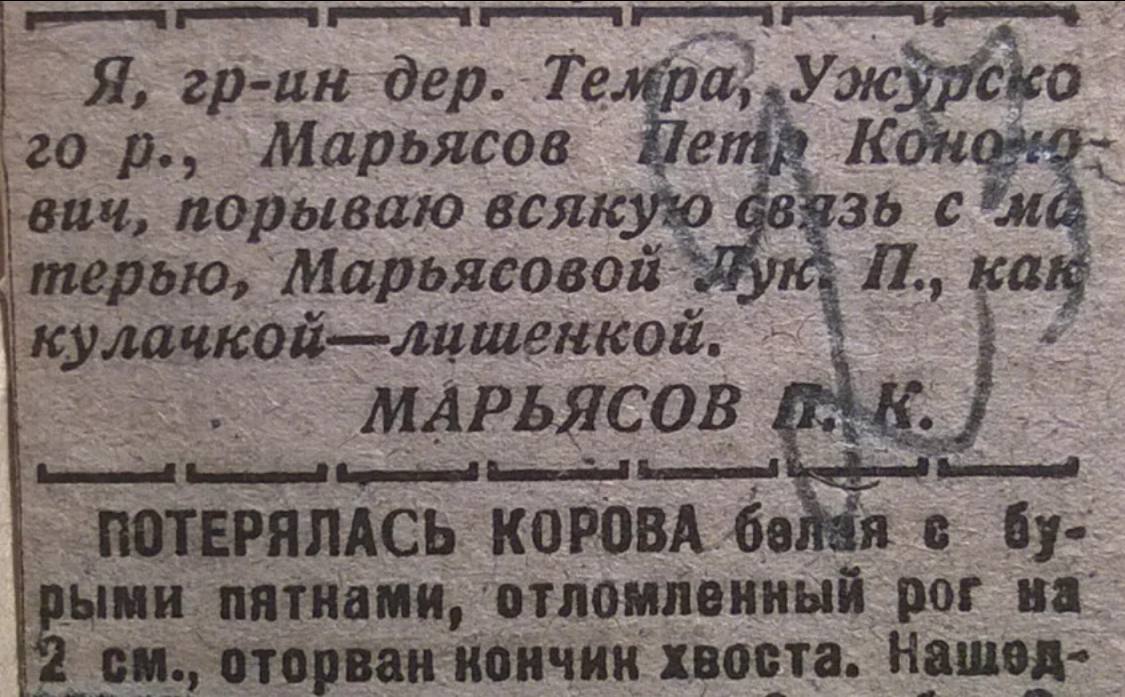 Я, гр-ин дер. Темра, Ужурско
го р., Марьясов Петр Кононо-
вич, порываю всякую связь с ма
терью, Марьясовой Лук. П., как
кулачкой—лишенкой.
МАРЬЯСОВ П. К.
ПОТЕРЯЛАСЬ КОРОВА белая с бу-
рыми пятнами, отломленный рог на
2 см., оторван кончик хвоста. Нашед-